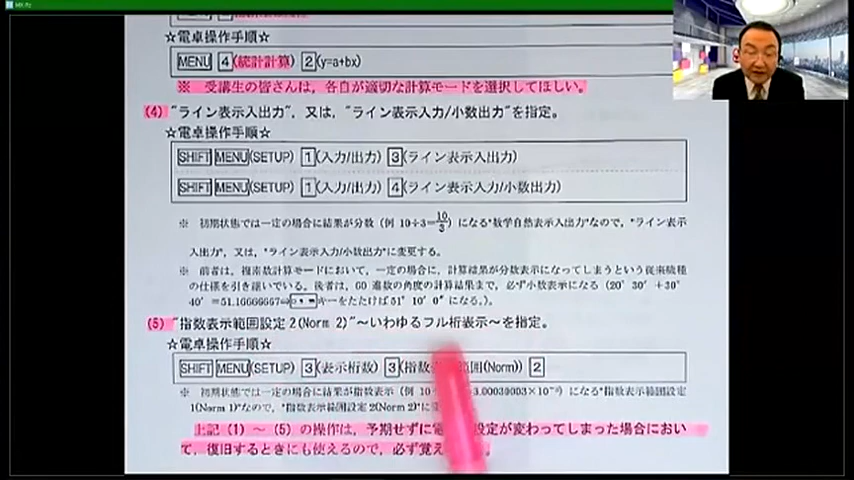 ☆電卓操作手順
MENU 4(統計計算) 2(y=a+bx)
※ 受講生の皆さんは，各自が適切な計算モードを選択してほしい。
(4) "ライン表示入出力"，又は，"ライン表示入力/小数出力"を指定。
☆電卓操作手順
SHIFT MENU(SETUP) 1(入力/出力) 3(ライン表示入出力)
SHIFT MENU(SETUP) 1(入力/出力) 4(ライン表示入力/小数出力)
※ 初期状態では一定の場合に結果が分数（例 10÷3=10/3）になる"数学自然表示入出力"なので，"ライン表示
入出力"，又は，"ライン表示入力/小数出力"に変更する。
※ 前者は，複素数計算モードにおいて，一定の場合に，計算結果が分数表示になってしまうという従来機種
の仕様を引き継いでいる。後者は，60 進数の角度の計算結果まで，必ず小数表示になる（20°30′+30°
40′=51.16666667⇒ キーをたたけば51°10′0″になる。）。
(5) "指数表示範囲設定 2(Norm 2)"～いわゆるフル桁表示～を指定。
☆電卓操作手順
SHIFT MENU(SETUP) 3(表示桁数) 3(指数 範囲(Norm)) 2
※ 初期状態では一定の場合に結果が指数表示（例 10 になる"指数表示範囲設定
1(Norm 1)"なので，"指数表示範囲設定 2(Norm 2)"に
上記（1）～（5）の操作は，予期せずに電 設定が変わってしまった場合におい
て，復旧するときにも使えるので，必ず覚え